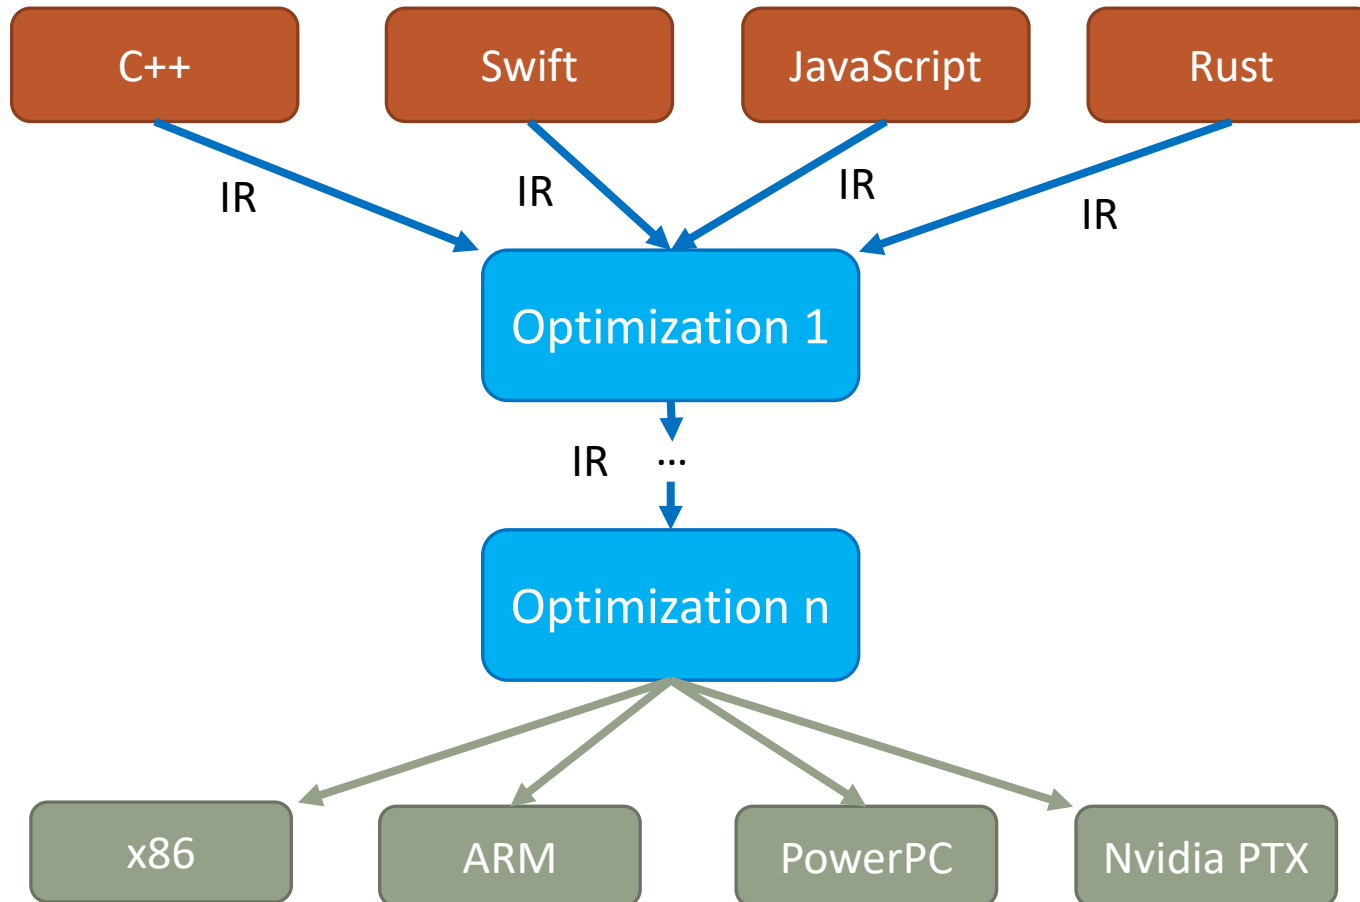 C++
Swift
JavaScript
Rust
IR
IR
IR
IR
Optimization 1
IR ...
Optimization n
x86
ARM
PowerPC
Nvidia PTX